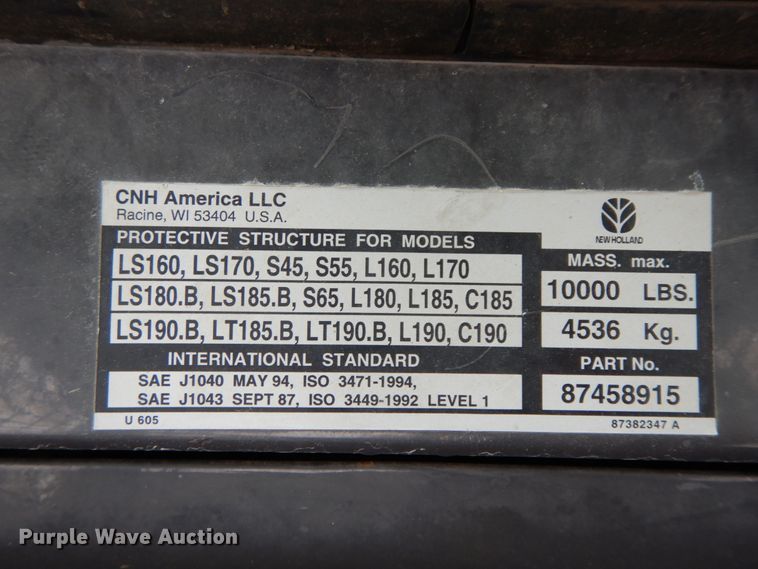 CNH America LLC
Racine, WI 53404 U.S.A.
NEW HOLLAND
PROTECTIVE STRUCTURE FOR MODELS
LS160, LS170, S45, S55, L160, L170
LS180.B, LS185.B, S65, L180, L185, C185
LS190.B, LT185.B, LT190.B, L190, C190
MASS. max.
10000 LBS.
4536 Kg.
INTERNATIONAL STANDARD
SAE J1040 MAY 94, ISO 3471-1994,
SAE J1043 SEPT 87, ISO 3449-1992 LEVEL 1
PART No.
87458915
U 605
87382347 A
Purple Wave Auction